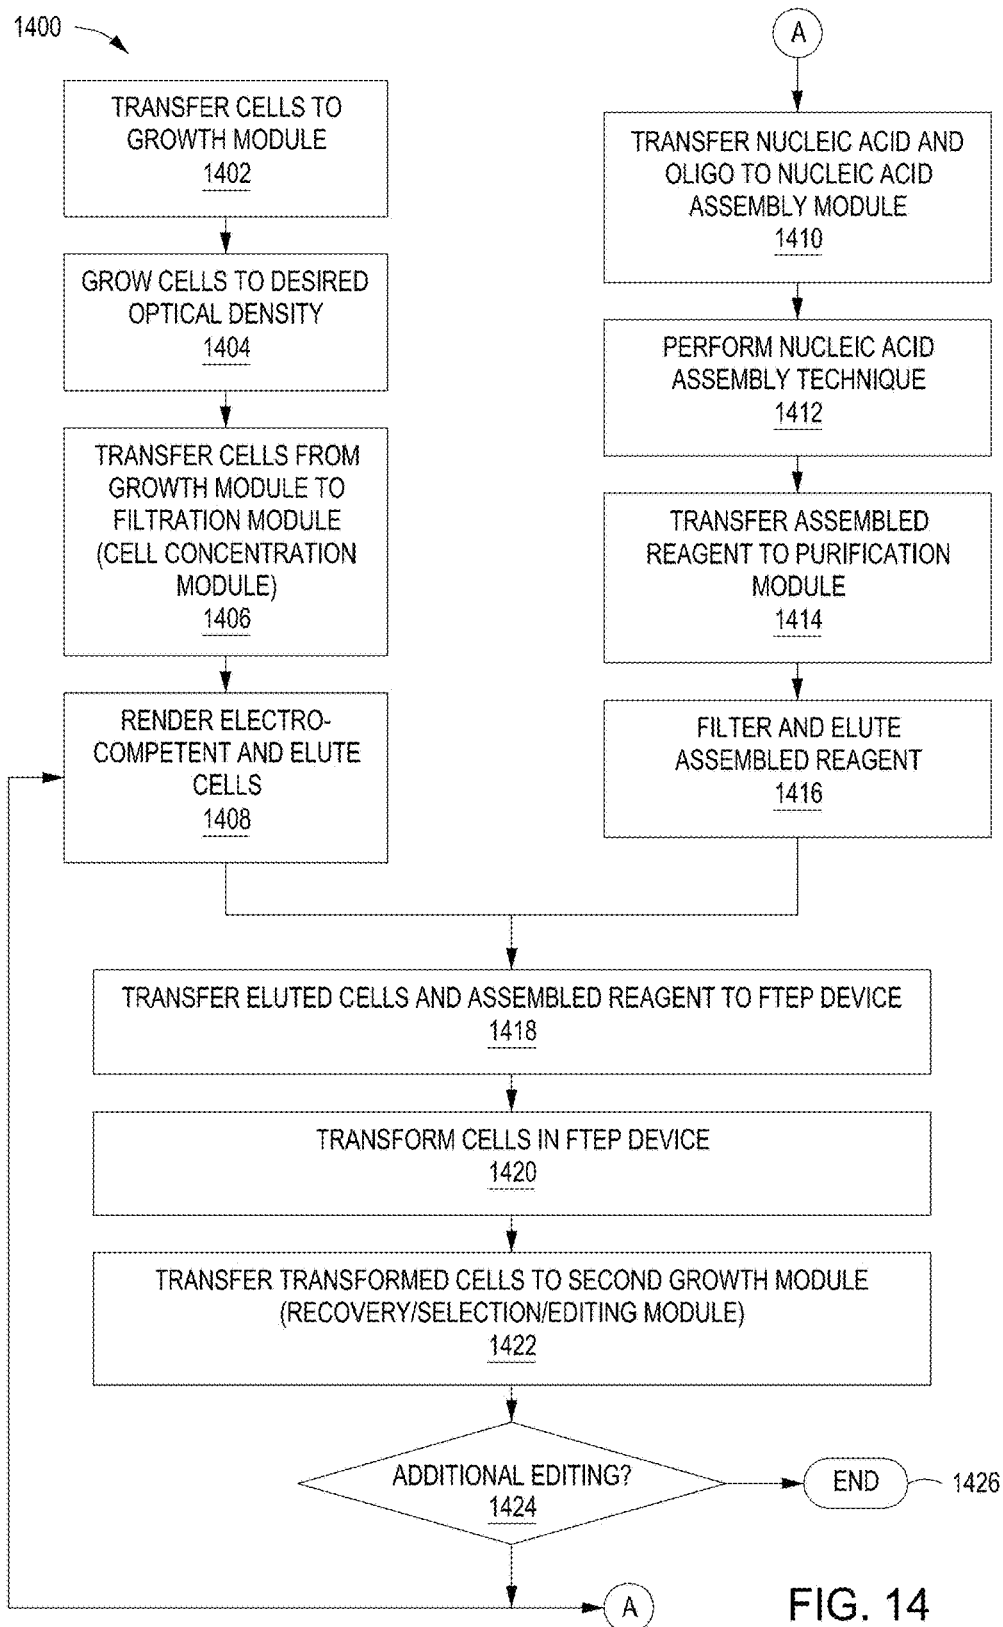 1400
TRANSFER CELLS TO
GROWTH MODULE
1402
GROW CELLS TO DESIRED
OPTICAL DENSITY
1404
TRANSFER CELLS FROM
GROWTH MODULE TO
FILTRATION MODULE
(CELL CONCENTRATION
MODULE)
1406
RENDER ELECTRO-
COMPETENT AND ELUTE
CELLS
1408
A
TRANSFER NUCLEIC ACID AND
OLIGO TO NUCLEIC ACID
ASSEMBLY MODULE
1410
PERFORM NUCLEIC ACID
ASSEMBLY TECHNIQUE
1412
TRANSFER ASSEMBLED
REAGENT TO PURIFICATION
MODULE
1414
FILTER AND ELUTE
ASSEMBLED REAGENT
1416
TRANSFER ELUTED CELLS AND ASSEMBLED REAGENT TO FTEP DEVICE
1418
TRANSFORM CELLS IN FTEP DEVICE
1420
TRANSFER TRANSFORMED CELLS TO SECOND GROWTH MODULE
(RECOVERY/SELECTION/EDITING MODULE)
1422
ADDITIONAL EDITING?
1424
END
1426
A
FIG. 14